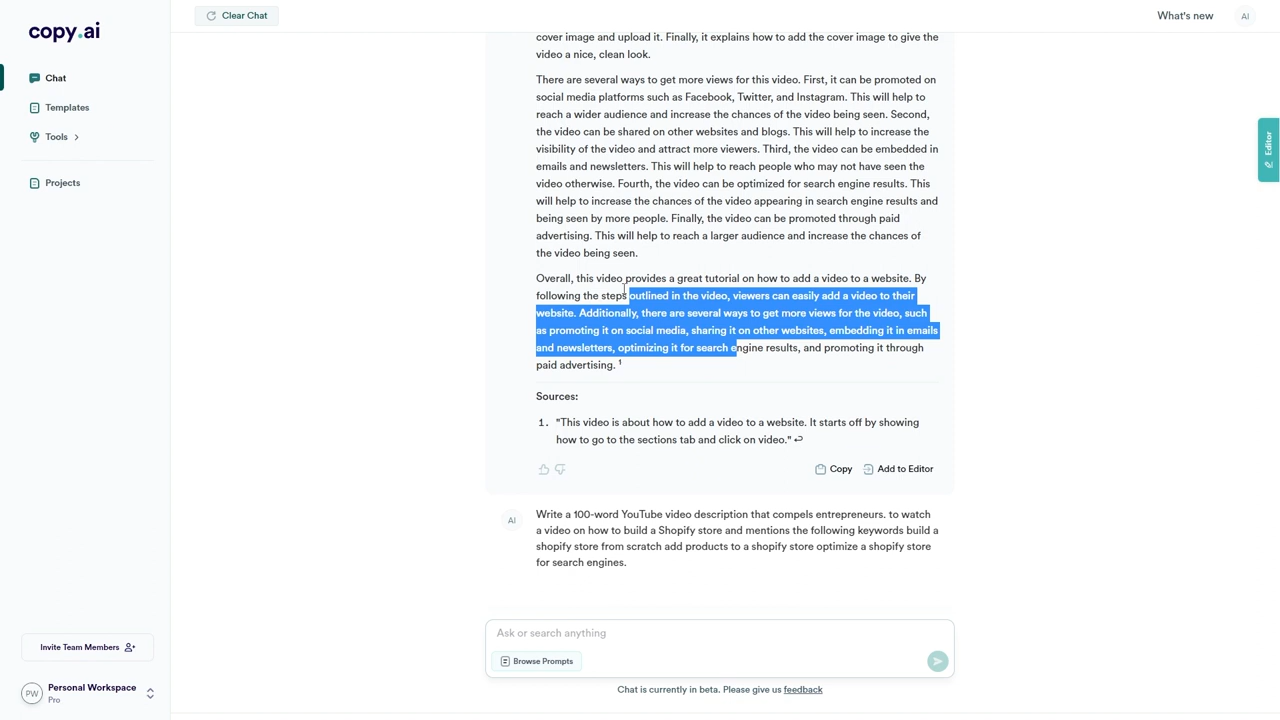 Clear Chat
What's new
AI
copy.ai
Chat
Templates
Tools
Projects
Editor
cover image and upload it. Finally, it explains how to add the cover image to give the
video a nice, clean look.
There are several ways to get more views for this video. First, it can be promoted on
social media platforms such as Facebook, Twitter, and Instagram. This will help to
reach a wider audience and increase the chances of the video being seen. Second,
the video can be shared on other websites and blogs. This will help to increase the
visibility of the video and attract more viewers. Third, the video can be embedded in
emails and newsletters. This will help to reach people who may not have seen the
video otherwise. Fourth, the video can be optimized for search engine results. This
will help to increase the chances of the video appearing in search engine results and
being seen by more people. Finally, the video can be promoted through paid
advertising. This will help to reach a larger audience and increase the chances of
the video being seen.
Overall, this video provides a great tutorial on how to add a video to a website. By
following the steps outlined in the video, viewers can easily add a video to their
website. Additionally, there are several ways to get more views for the video, such
as promoting it on social media, sharing it on other websites, embedding it in emails
and newsletters, optimizing it for search engine results, and promoting it through
paid advertising. 1
Sources:
1. "This video is about how to add a video to a website. It starts off by showing
how to go to the sections tab and click on video." ↩
Copy
Add to Editor
AI
Write a 100-word YouTube video description that compels entrepreneurs. to watch
a video on how to build a Shopify store and mentions the following keywords build a
shopify store from scratch add products to a shopify store optimize a shopify store
for search engines.
Ask or search anything
Browse Prompts
Chat is currently in beta. Please give us feedback
Invite Team Members
PW
Personal Workspace
Pro